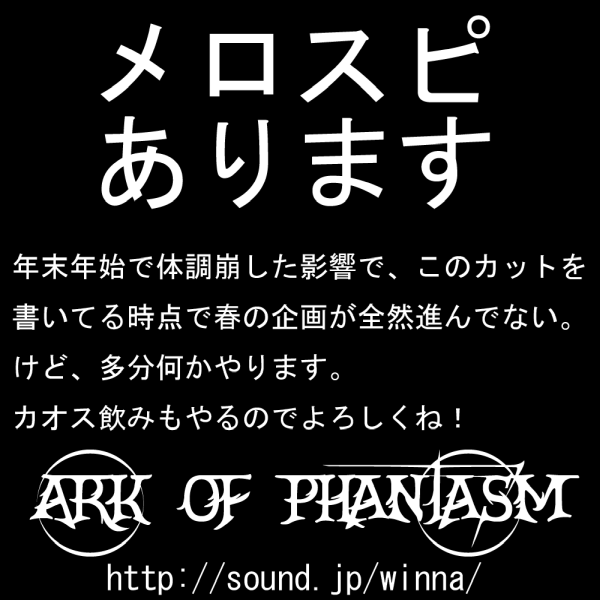 メロスピ
あります
年末年始で体調崩した影響で、このカットを
書いてる時点で春の企画が全然進んでない。
けど、多分何かやります。
カオス飲みもやるのでよろしくね！
ARK OF PHANTASM
http://sound.jp/winna/